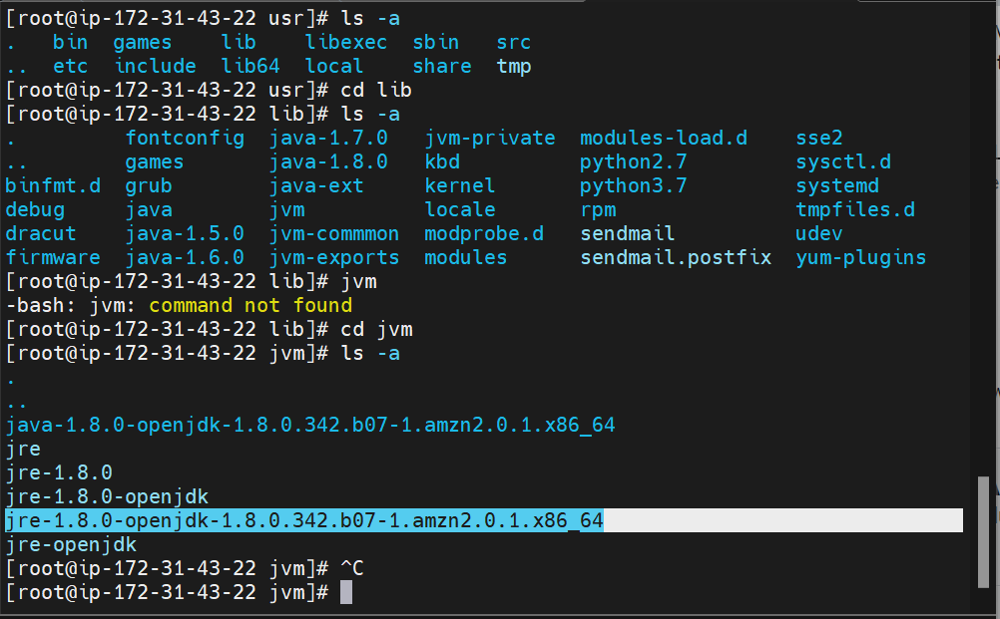 [root@ip-172-31-43-22 usr]# ls -a
.   bin  games    lib    libexec  sbin   src
..  etc  include  lib64  local    share  tmp
[root@ip-172-31-43-22 usr]# cd lib
[root@ip-172-31-43-22 lib]# ls -a
.         fontconfig  java-1.7.0   jvm-private  modules-load.d    sse2
..        games       java-1.8.0   kbd          python2.7         sysctl.d
binfmt.d  grub        java-ext     kernel       python3.7         systemd
debug     java        jvm          locale       rpm               tmpfiles.d
dracut    java-1.5.0  jvm-commmon  modprobe.d   sendmail          udev
firmware  java-1.6.0  jvm-exports  modules      sendmail.postfix  yum-plugins
[root@ip-172-31-43-22 lib]# jvm
-bash: jvm: command not found
[root@ip-172-31-43-22 lib]# cd jvm
[root@ip-172-31-43-22 jvm]# ls -a
.
..
java-1.8.0-openjdk-1.8.0.342.b07-1.amzn2.0.1.x86_64
jre
jre-1.8.0
jre-1.8.0-openjdk
jre-1.8.0-openjdk-1.8.0.342.b07-1.amzn2.0.1.x86_64
jre-openjdk
[root@ip-172-31-43-22 jvm]# ^C
[root@ip-172-31-43-22 jvm]#